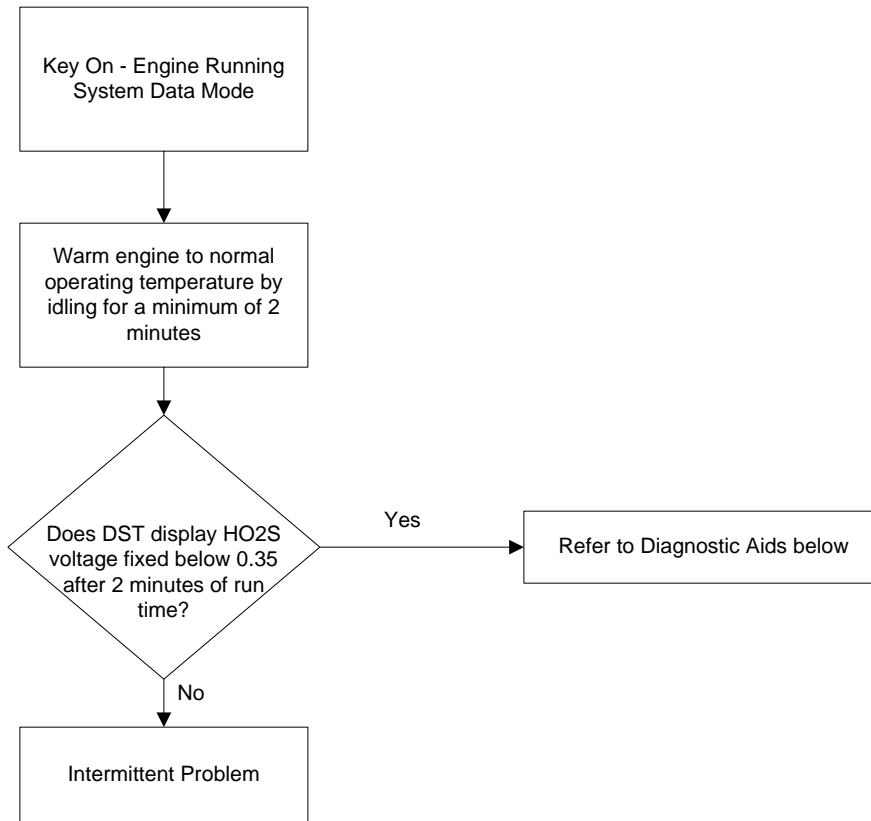 Key On - Engine Running
System Data Mode
Warm engine to normal
operating temperature by
idling for a minimum of 2
minutes
Does DST display HO2S
voltage fixed below 0.35
after 2 minutes of run
time?
Yes
Refer to Diagnostic Aids below
No
Intermittent Problem